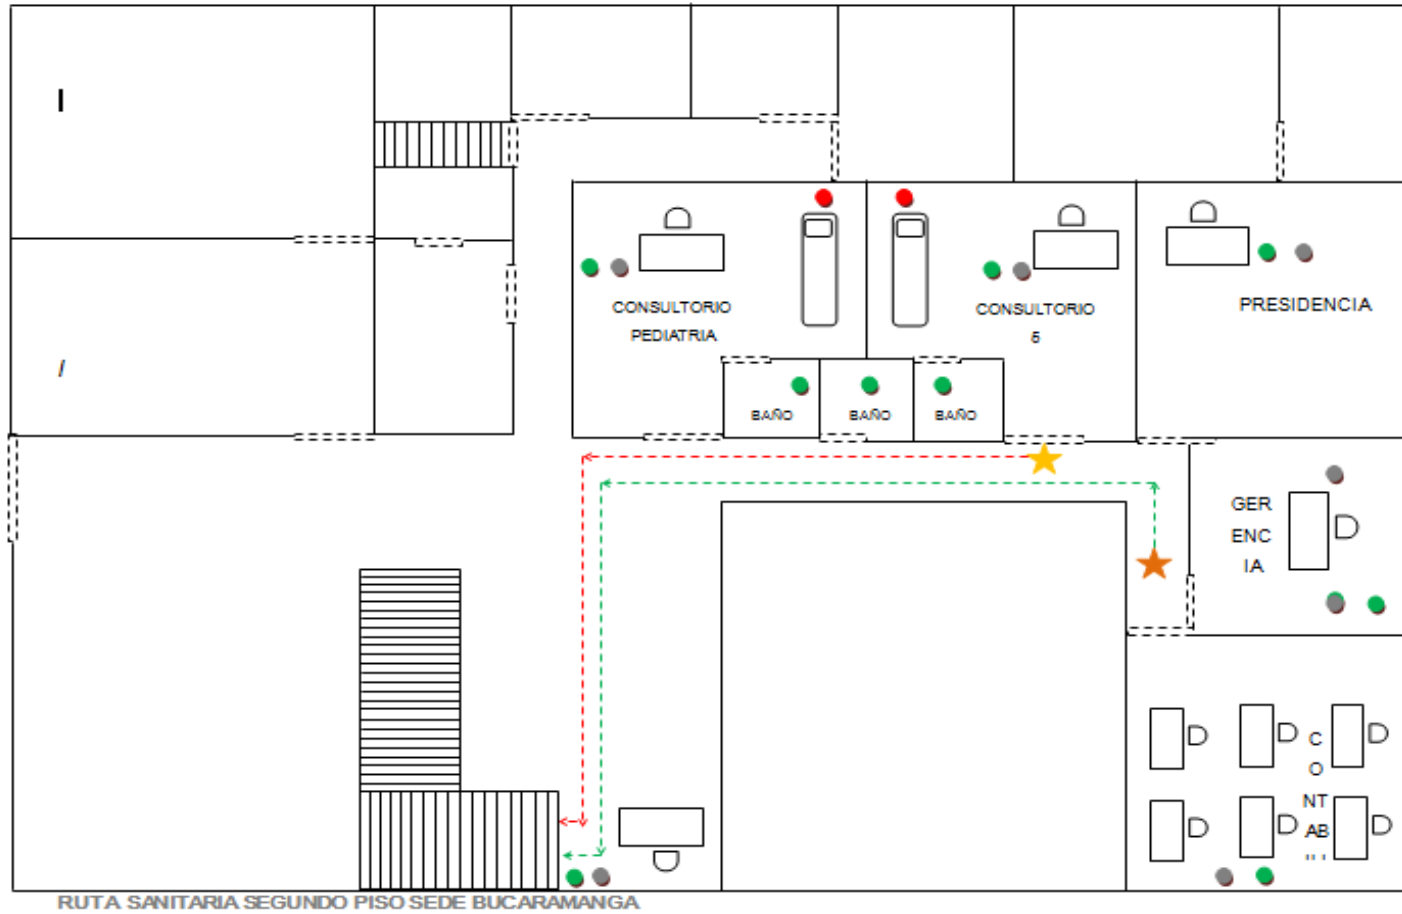 I
I
CONSULTORIO
PEDIATRIA
CONSULTORIO
5
PRESIDENCIA
BAÑO
BAÑO
BAÑO
GER
ENC
IA
CO
NT
AB
RUTA SANITARIA SEGUNDO PISO SEDE BUCARAMANGA